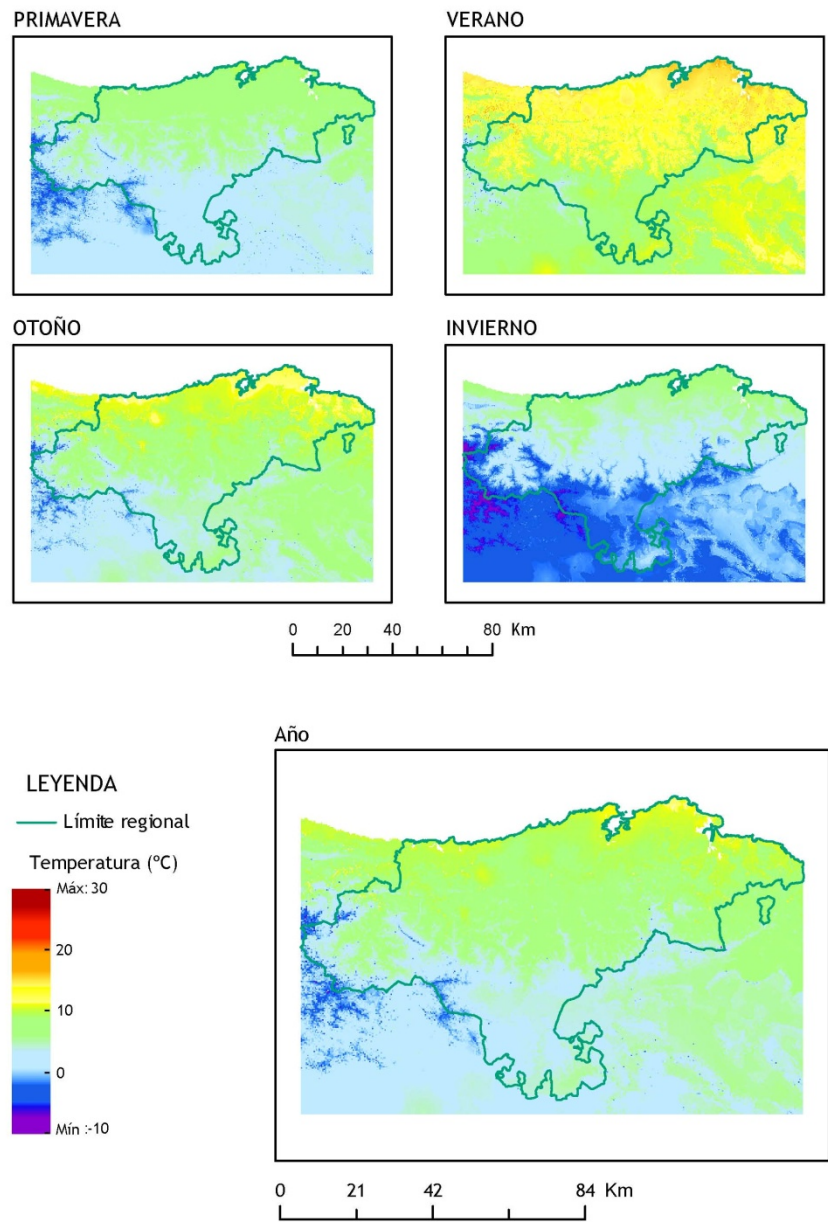 PRIMAVERA
VERANO
OTOÑO
INVIERNO
0 20 40 80 Km
Año
LEYENDA
Límite regional
Temperatura (ºC)
Máx: 30
20
10
0
Mín :-10
0 21 42 84 Km